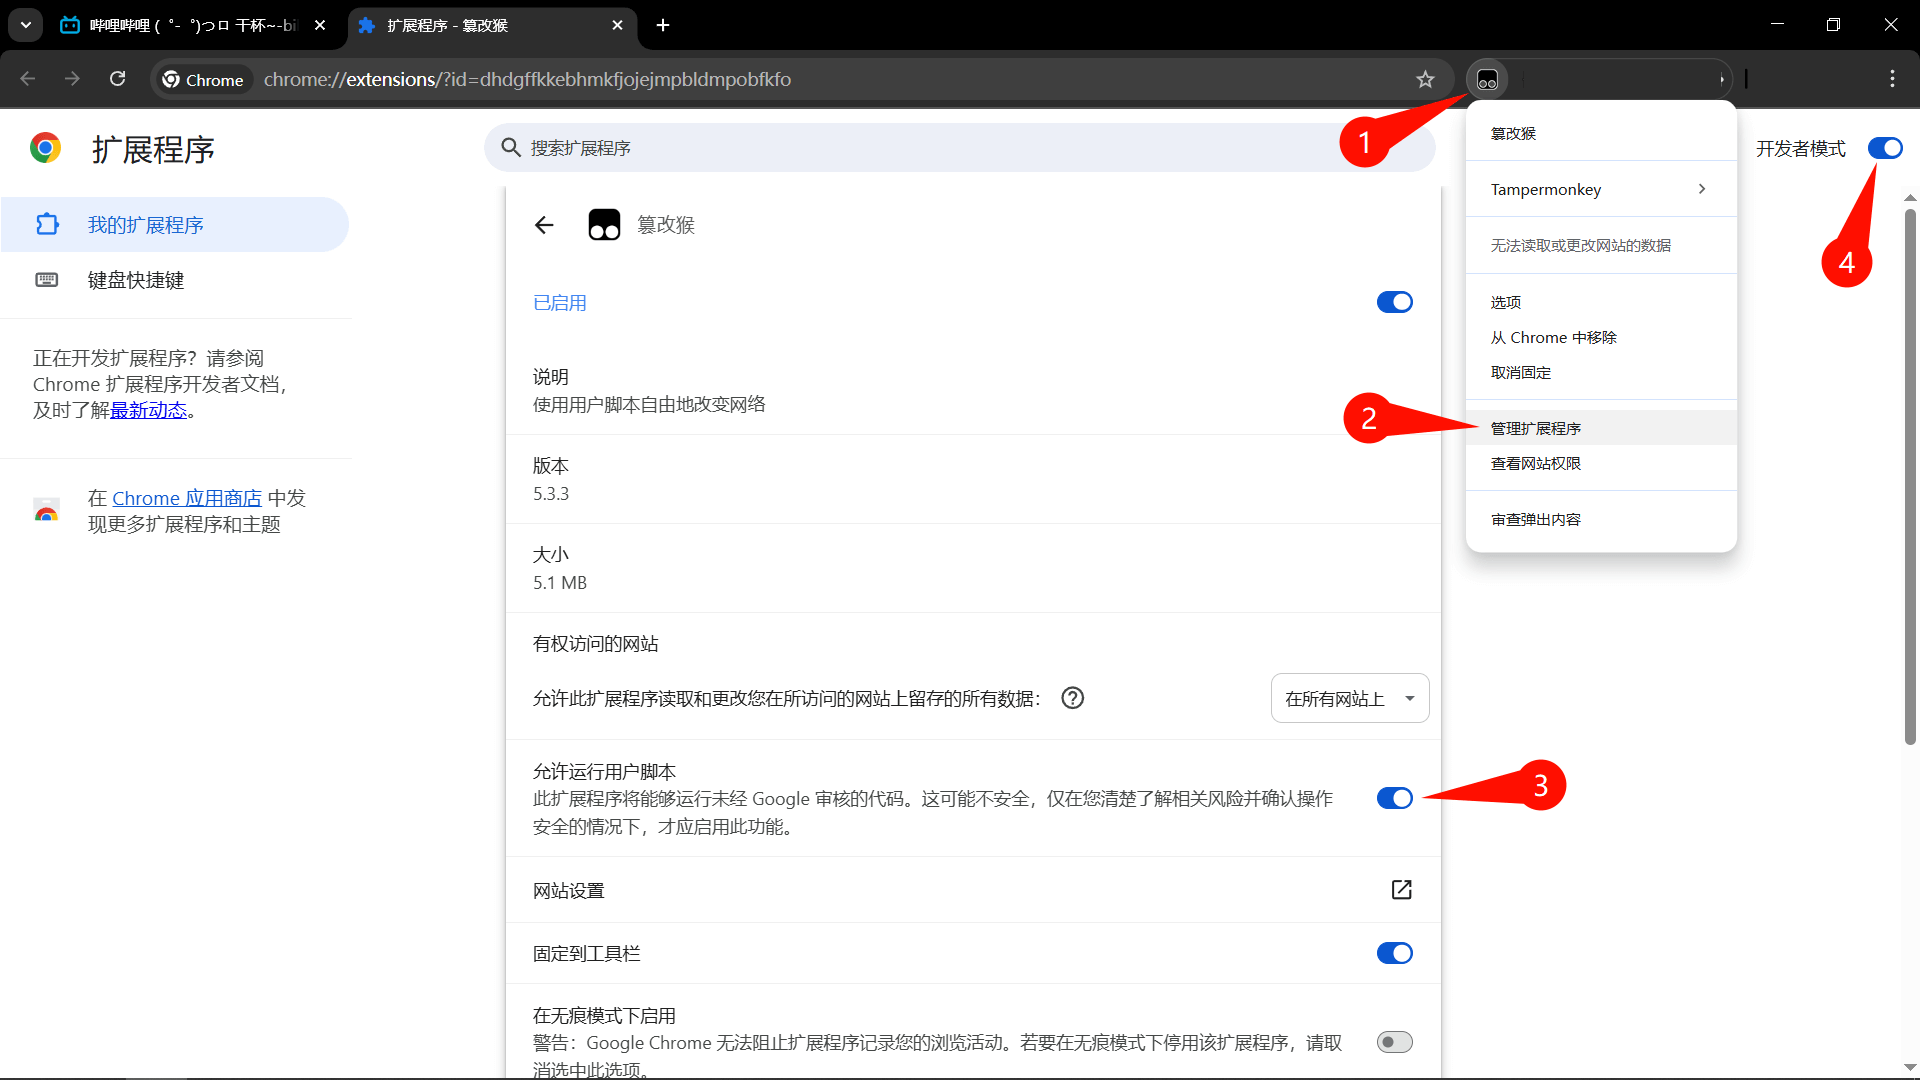 哔哩哔哩 (゜-゜)つロ 干杯~-bi
扩展程序 - 篡改猴
Chrome
chrome://extensions/?id=dhdgffkkebhmkfjojejmpbldmpobfkfo
扩展程序
搜索扩展程序
开发者模式
我的扩展程序
键盘快捷键
正在开发扩展程序？请参阅
Chrome 扩展程序开发者文档，
及时了解最新动态。
在 Chrome 应用商店 中发
现更多扩展程序和主题
篡改猴
已启用
说明
使用用户脚本自由地改变网络
版本
5.3.3
大小
5.1 MB
有权访问的网站
允许此扩展程序读取和更改您在所访问的网站上留存的所有数据：
在所有网站上
允许运行用户脚本
此扩展程序将能够运行未经 Google 审核的代码。这可能不安全，仅在您清楚了解相关风险并确认操作
安全的情况下，才应启用此功能。
网站设置
固定到工具栏
在无痕模式下启用
警告：Google Chrome 无法阻止扩展程序记录您的浏览活动。若要在无痕模式下停用该扩展程序，请取
消选中此选项。
篡改猴
Tampermonkey
无法读取或更改网站的数据
选项
从 Chrome 中移除
取消固定
管理扩展程序
查看网站权限
审查弹出内容
1
2
3
4